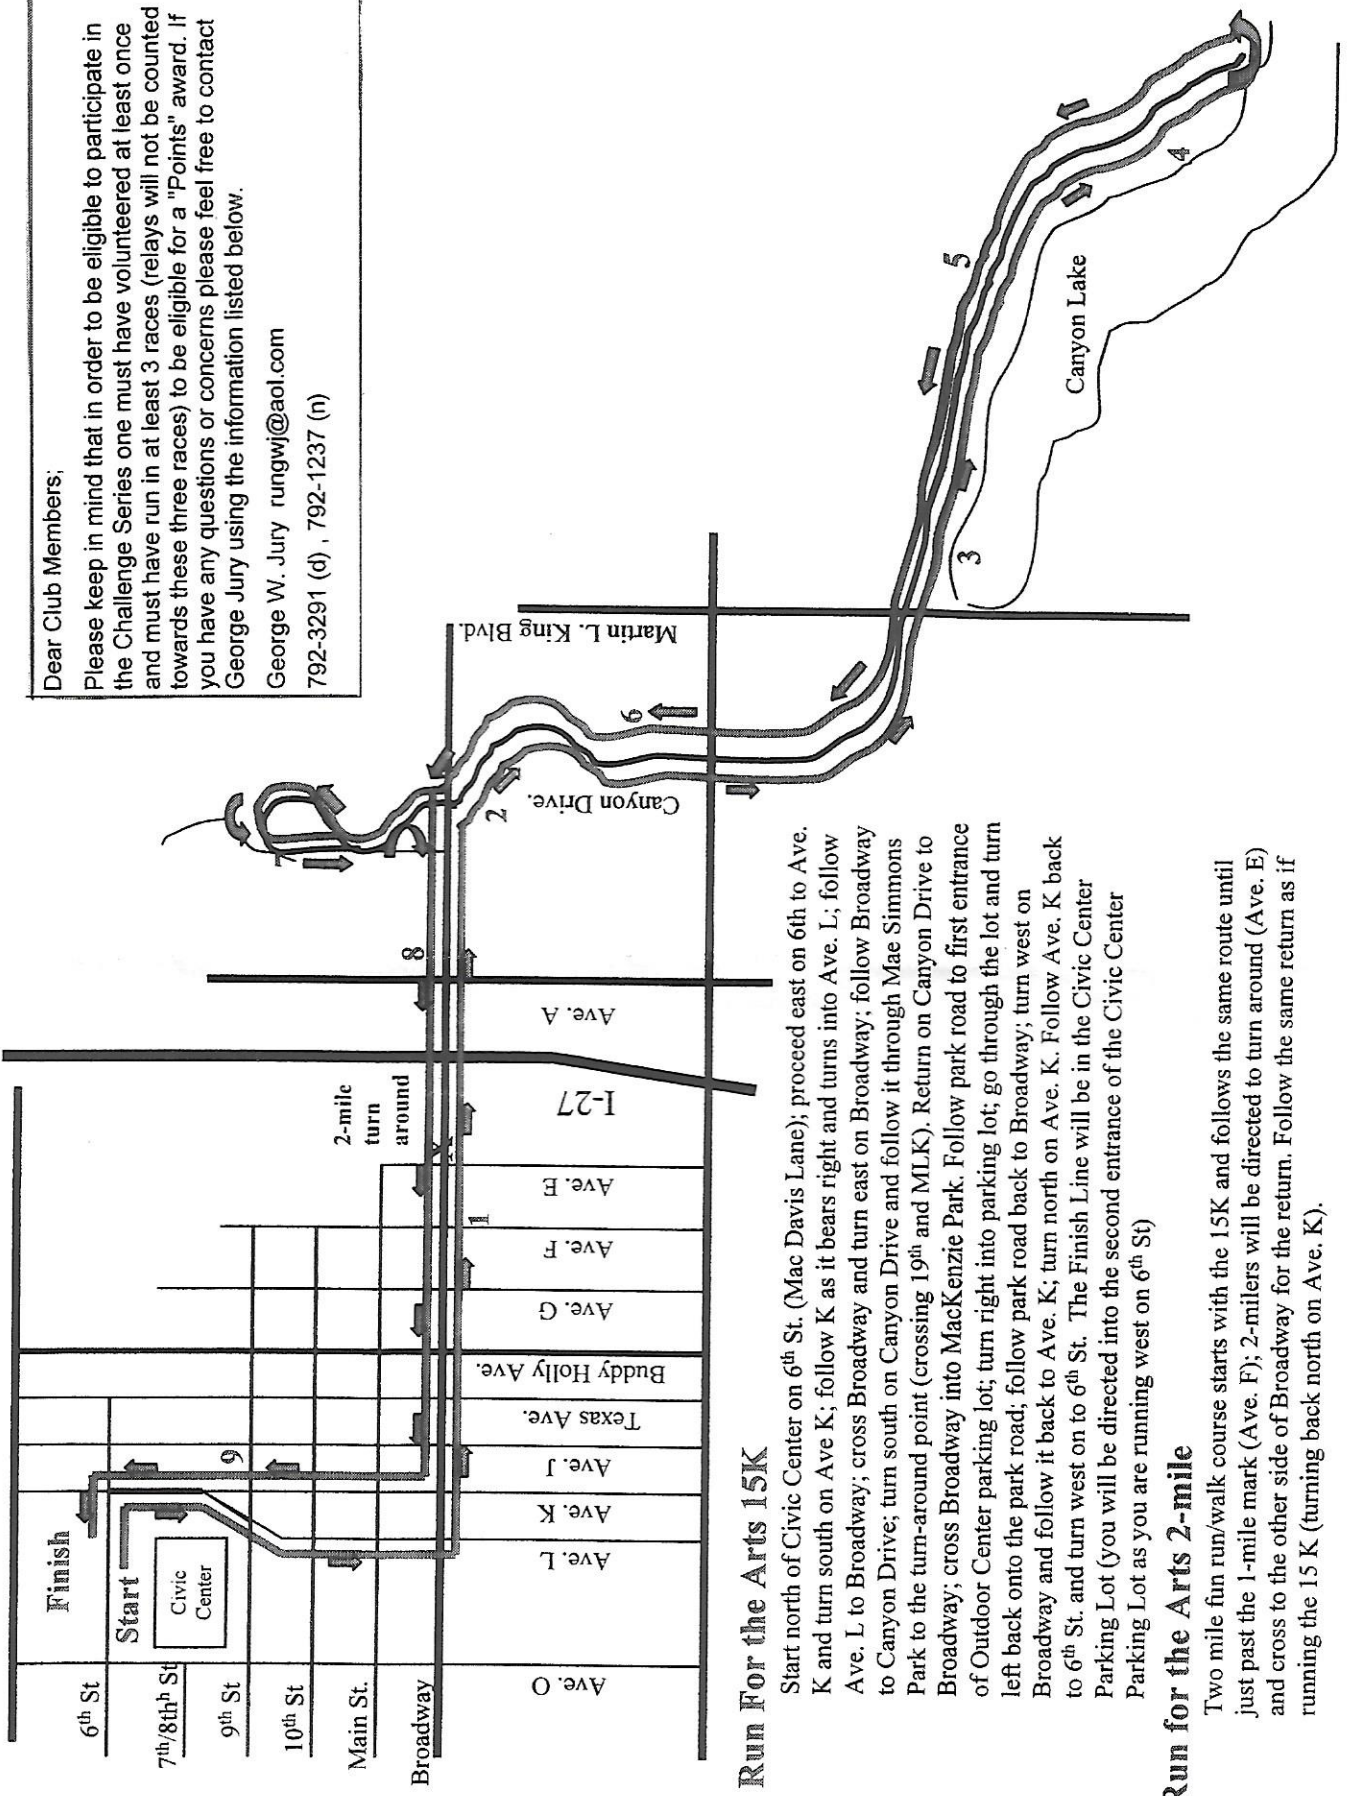 Dear Club Members;
Please keep in mind that in order to be eligible to participate in
the Challenge Series one must have volunteered at least once
and must have run in at least 3 races (relays will not be counted
towards these three races) to be eligible for a "Points" award. If
you have any questions or concerns please feel free to contact
George Jury using the information listed below.
George W. Jury rungwj@aol.com
792-3291 (d) , 792-1237 (n)
Finish
Start
Civic
Center
6th St
7th/8thh St
9th St
10th St
Main St.
Broadway
Ave. O
Ave. L
Ave. K
Ave. J
Texas Ave.
Buddy Holly Ave.
Ave. G
Ave. F
Ave. E
I-27
Ave. A
Canyon Drive.
Martin L. King Blvd.
2-mile
turn
around
X
1
2
3
4
5
6
7
8
9
Canyon Lake
Run For the Arts 15K
Start north of Civic Center on 6th St. (Mac Davis Lane); proceed east on 6th to Ave.
K and turn south on Ave K; follow K as it bears right and turns into Ave. L; follow
Ave. L to Broadway; cross Broadway and turn east on Broadway; follow Broadway
to Canyon Drive; turn south on Canyon Drive and follow it through Mae Simmons
Park to the turn-around point (crossing 19th and MLK). Return on Canyon Drive to
Broadway; cross Broadway into MacKenzie Park. Follow park road to first entrance
of Outdoor Center parking lot; turn right into parking lot; go through the lot and turn
left back onto the park road; follow park road back to Broadway; turn west on
Broadway and follow it back to Ave. K; turn north on Ave. K. Follow Ave. K back
to 6th St. and turn west on to 6th St. The Finish Line will be in the Civic Center
Parking Lot (you will be directed into the second entrance of the Civic Center
Parking Lot as you are running west on 6th St)
Run for the Arts 2-mile
Two mile fun run/walk course starts with the 15K and follows the same route until
just past the 1-mile mark (Ave. F); 2-milers will be directed to turn around (Ave. E)
and cross to the other side of Broadway for the return. Follow the same return as if
running the 15 K (turning back north on Ave. K).